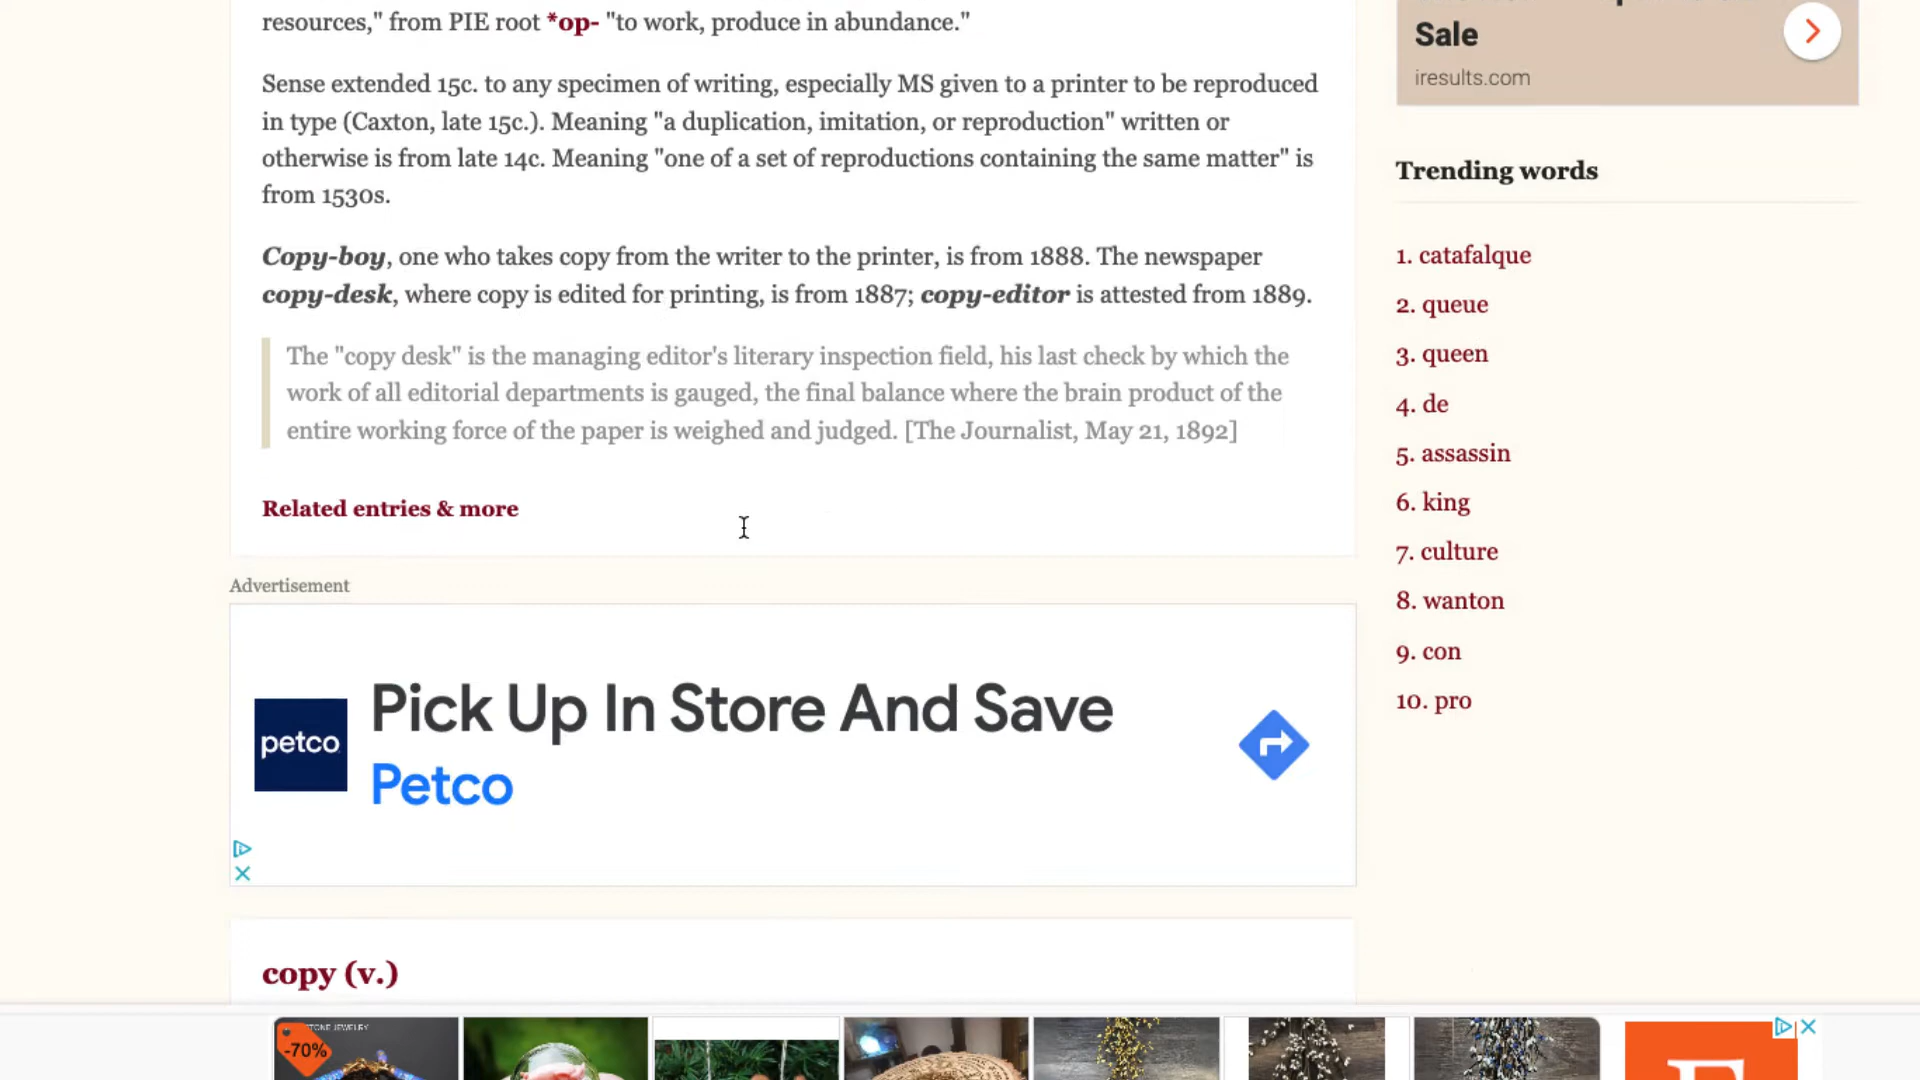 resources," from PIE root *op- "to work, produce in abundance."
Sense extended 15c. to any specimen of writing, especially MS given to a printer to be reproduced
in type (Caxton, late 15c.). Meaning "a duplication, imitation, or reproduction" written or
otherwise is from late 14c. Meaning "one of a set of reproductions containing the same matter" is
from 1530s.
Copy-boy, one who takes copy from the writer to the printer, is from 1888. The newspaper
copy-desk, where copy is edited for printing, is from 1887; copy-editor is attested from 1889.
The "copy desk" is the managing editor's literary inspection field, his last check by which the
work of all editorial departments is gauged, the final balance where the brain product of the
entire working force of the paper is weighed and judged. [The Journalist, May 21, 1892]
Related entries & more
Advertisement
petco
Pick Up In Store And Save
Petco
copy (v.)
Sale
iresults.com
Trending words
1. catafalque
2. queue
3. queen
4. de
5. assassin
6. king
7. culture
8. wanton
9. con
10. pro
JEWELRY
-70%